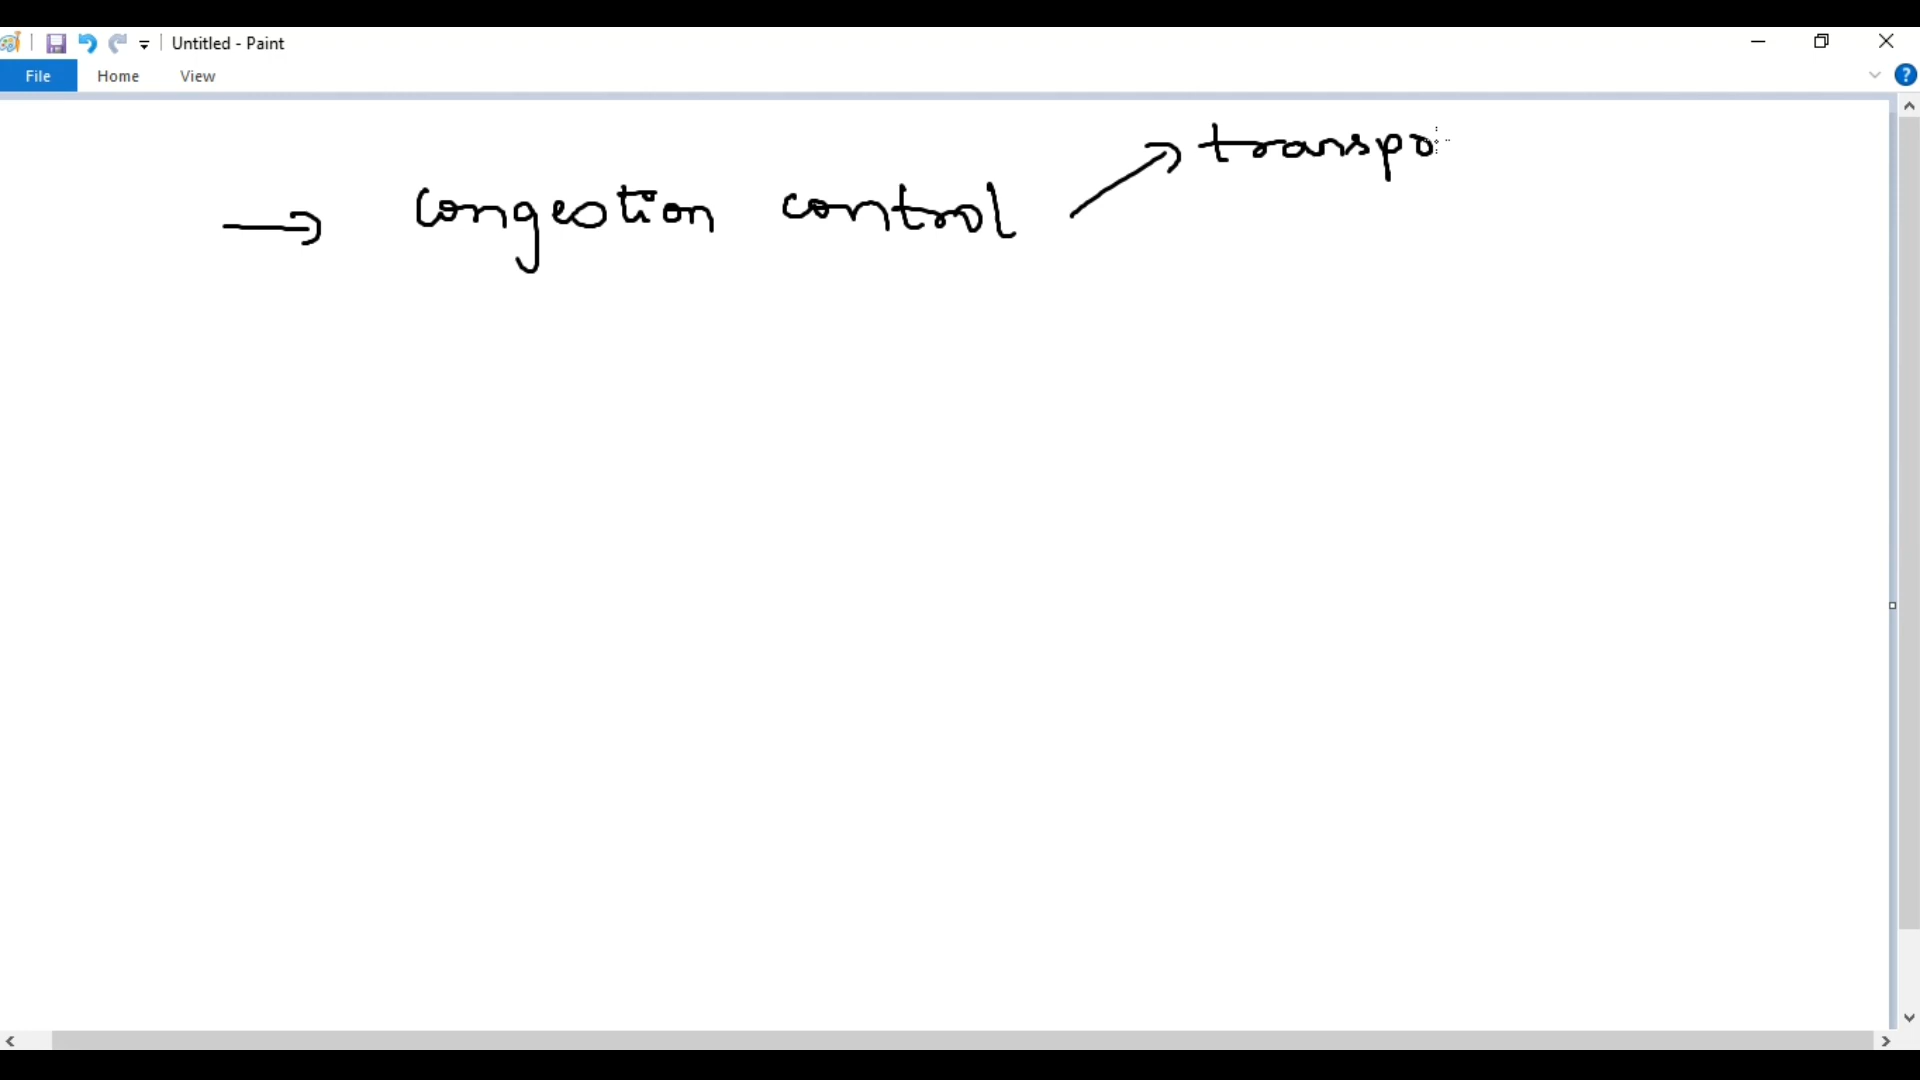 Untitled - Paint
File Home View
transpo
→ Congestion control